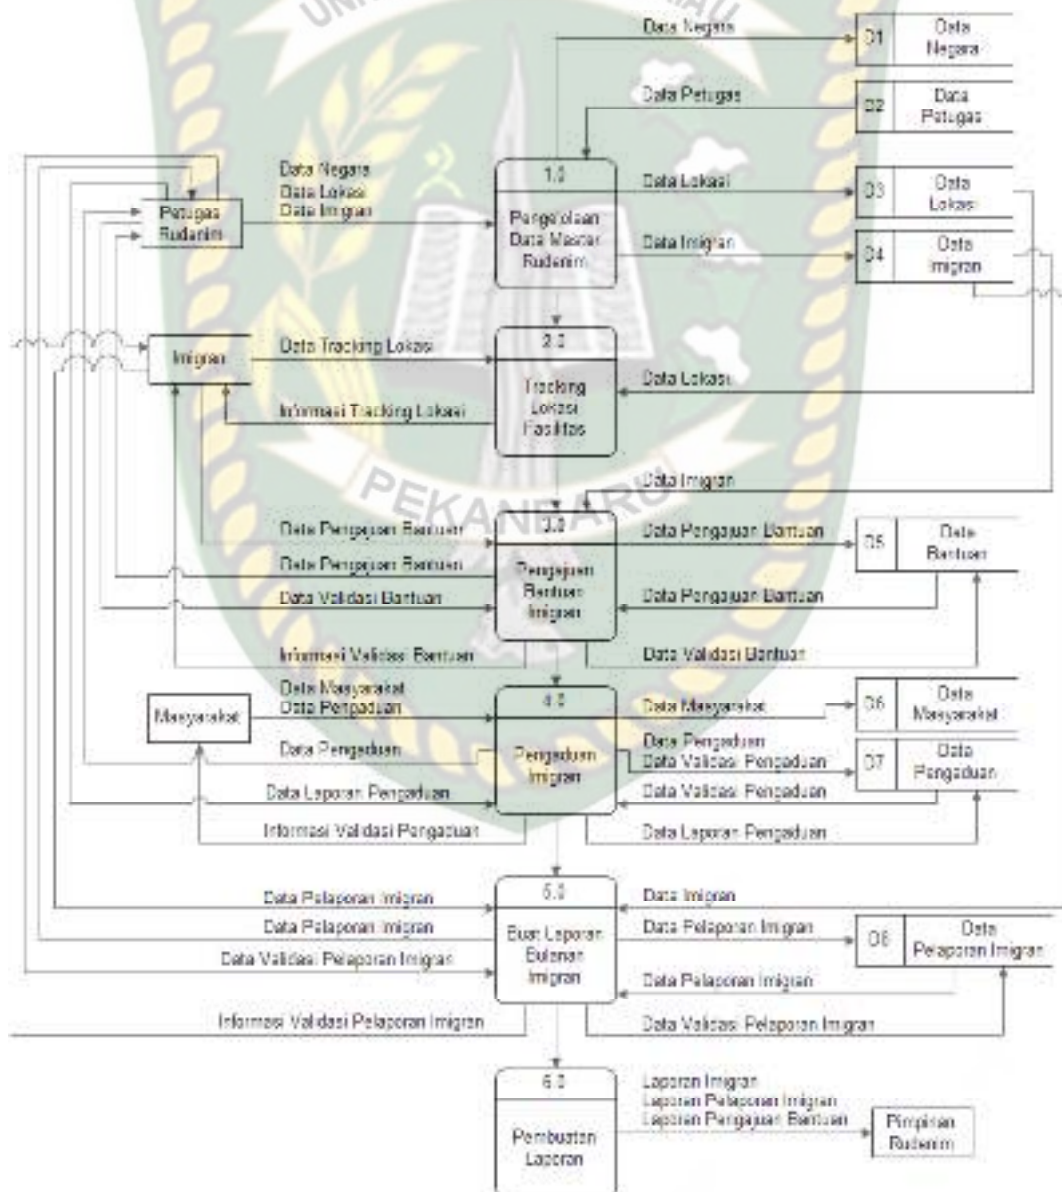 Data Negara
D1
Data
Negara
Data Petugas
D2
Data
Petugas
Data Negara
Data Lokasi
Data Imigran
Petugas
Rudenim
1.0
Pengelolaan
Data Master
Rudenim
Data Lokasi
D3
Data
Lokasi
Data Imigran
D4
Data
Imigran
Imigran
Data Tracking Lokasi
2.0
Tracking
Lokasi
Fasilitas
Data Lokasi
Informasi Tracking Lokasi
PEKANBARU
Data Imigran
Data Pengajuan Bantuan
3.0
Pengajuan
Bantuan
Imigran
Data Pengajuan Bantuan
D5
Data
Bantuan
Data Pengajuan Bantuan
Data Validasi Bantuan
Data Pengajuan Bantuan
Informasi Validasi Bantuan
Data Validasi Bantuan
Masyarakat
Data Masyarakat
Data Pengaduan
4.0
Pengaduan
Imigran
Data Masyarakat
D6
Data
Masyarakat
Data Pengaduan
Data Pengaduan
Data Validasi Pengaduan
D7
Data
Pengaduan
Data Laporan Pengaduan
Data Validasi Pengaduan
Informasi Validasi Pengaduan
Data Laporan Pengaduan
5.0
Buat Laporan
Bulanan
Imigran
Data Pelaporan Imigran
Data Imigran
Data Pelaporan Imigran
Data Pelaporan Imigran
D8
Data
Pelaporan Imigran
Data Validasi Pelaporan Imigran
Data Pelaporan Imigran
Informasi Validasi Pelaporan Imigran
Data Validasi Pelaporan Imigran
6.0
Pembuatan
Laporan
Laporan Imigran
Laporan Pelaporan Imigran
Laporan Pengajuan Bantuan
Pimpinan
Rudenim